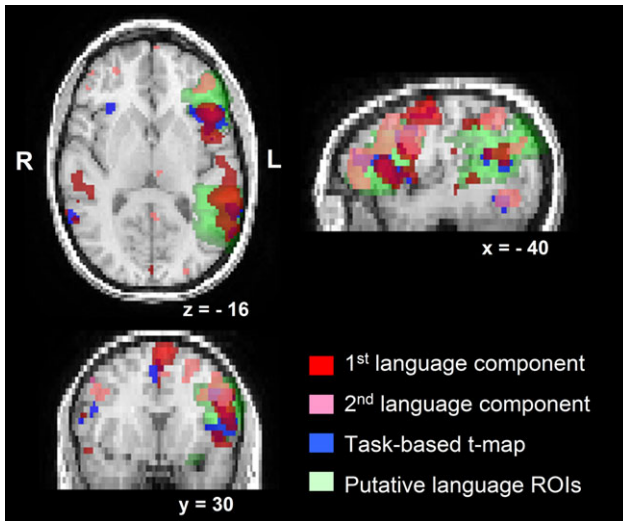 R
L
z = - 16
x = - 40
y = 30
1st language component
2nd language component
Task-based t-map
Putative language ROIs